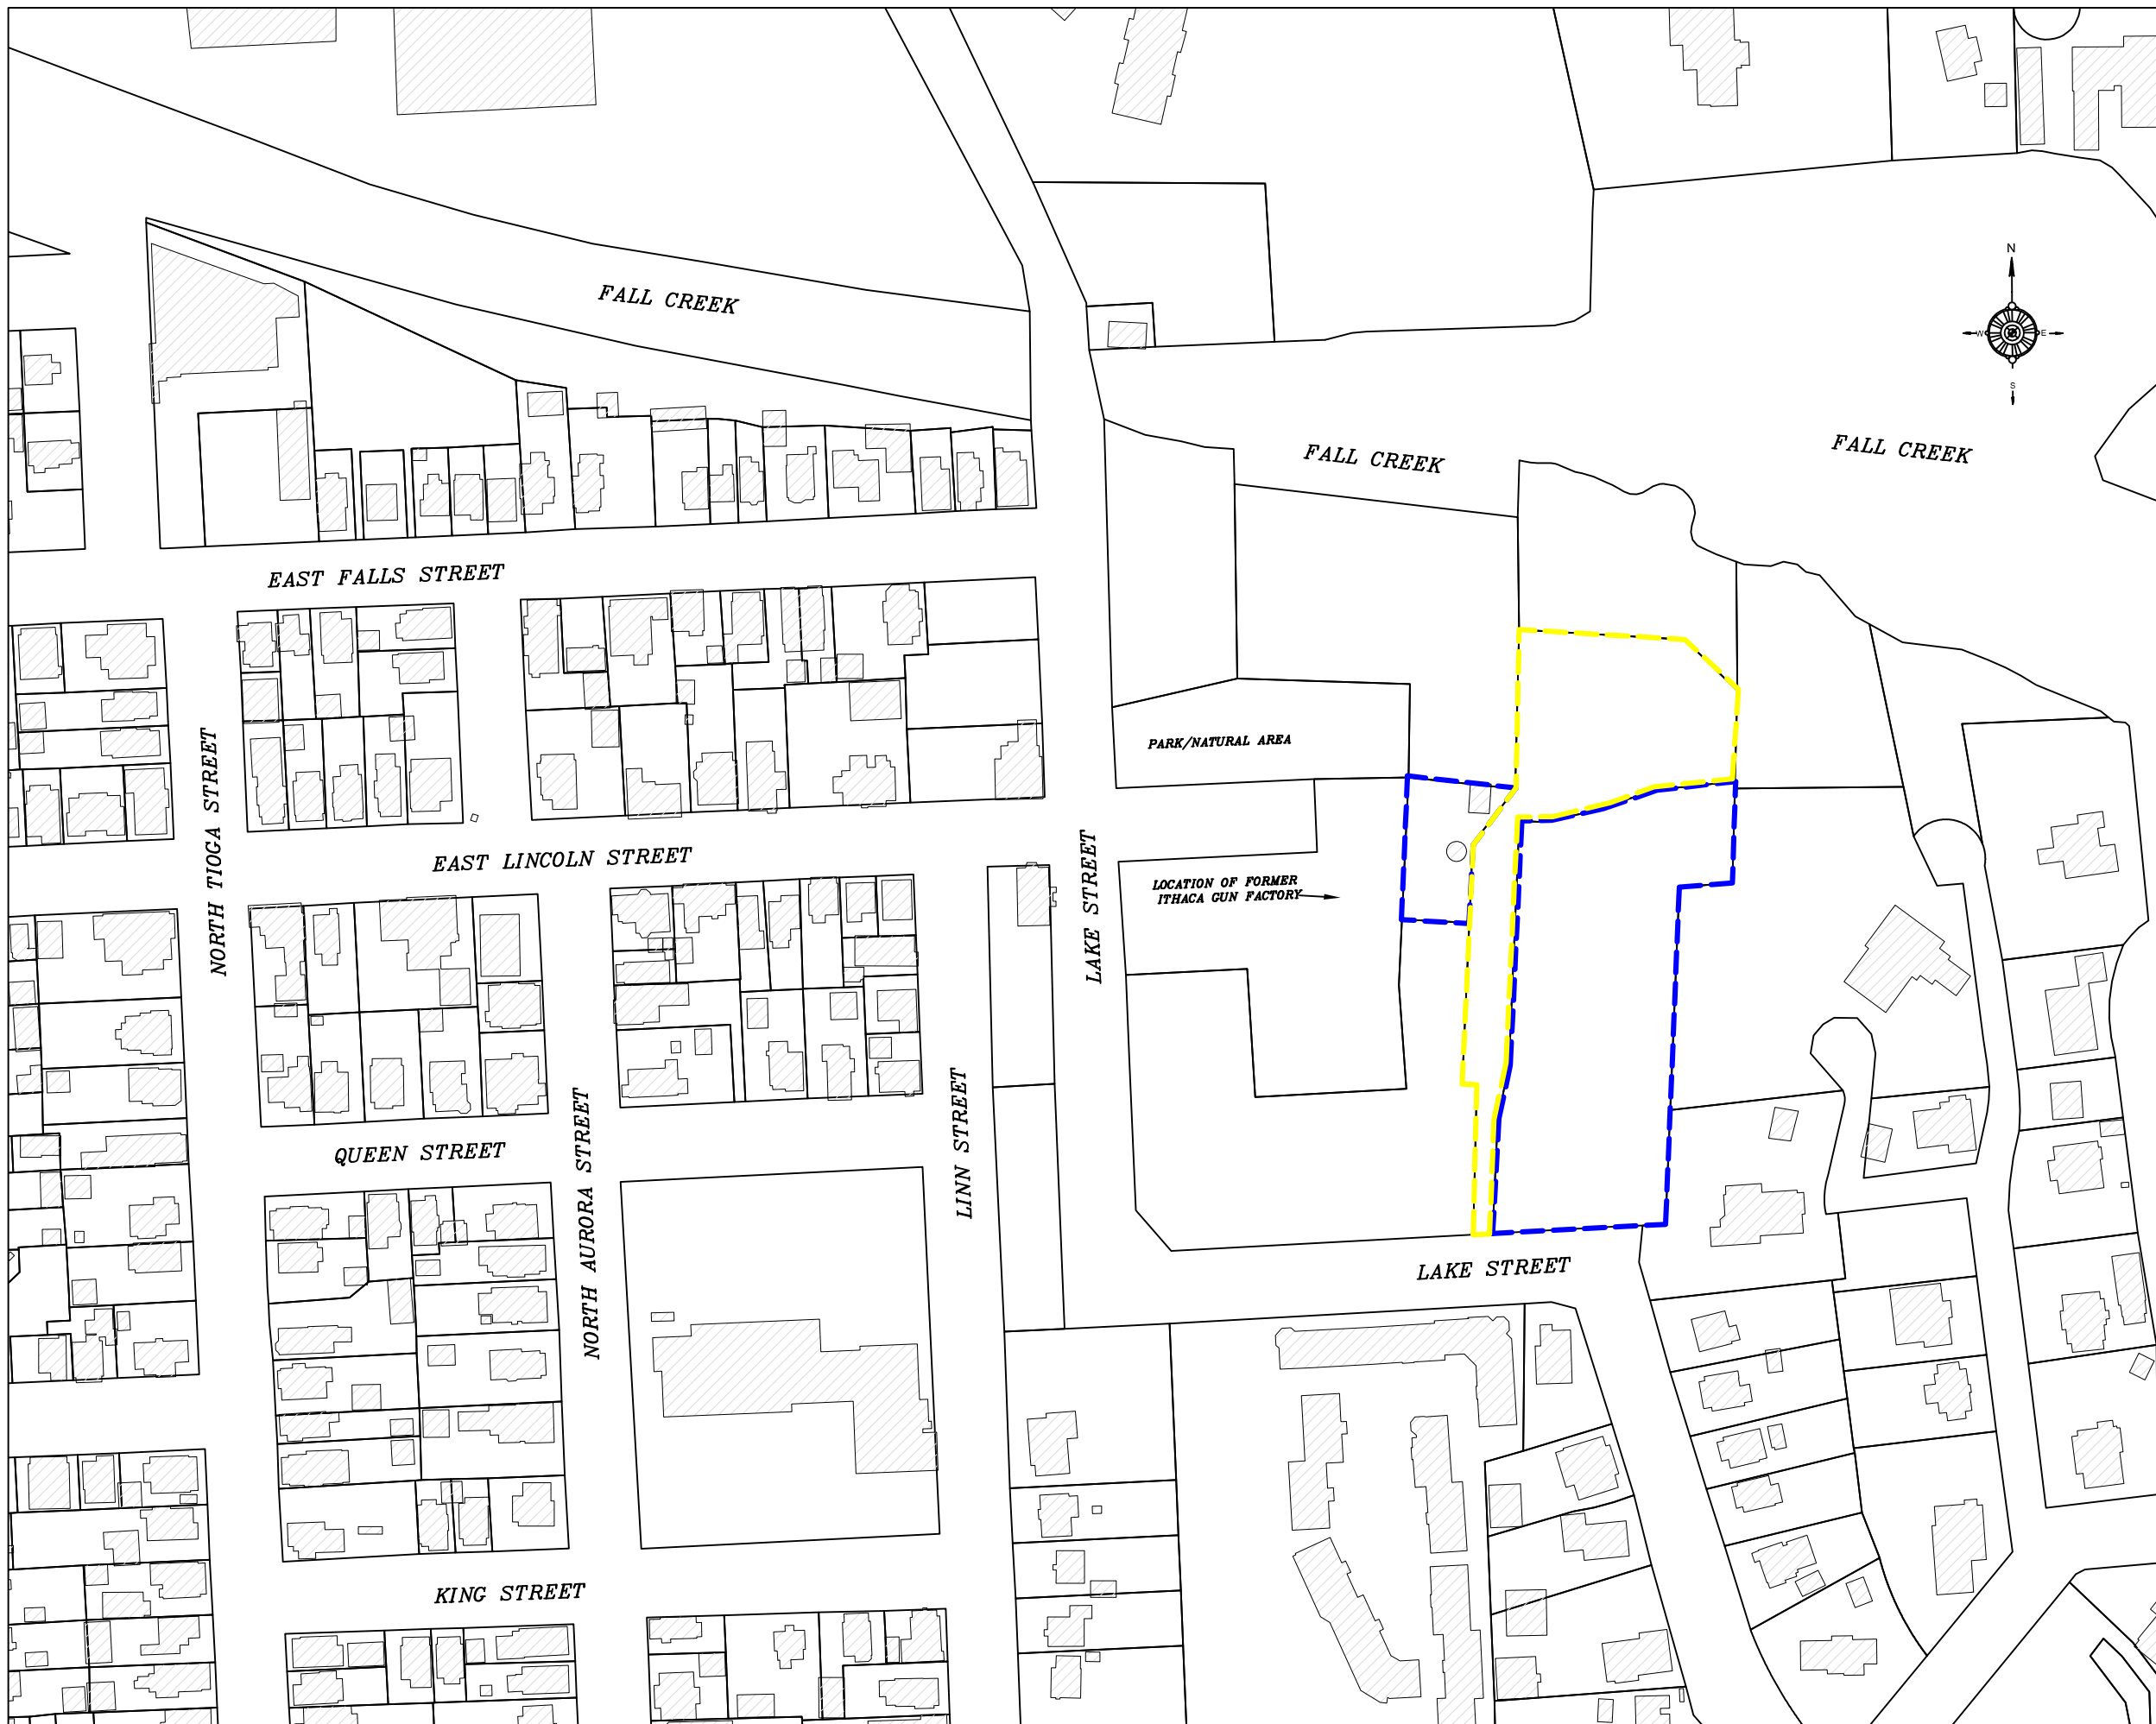 N
W
E
S
FALL CREEK
FALL CREEK
FALL CREEK
EAST FALLS STREET
NORTH TIOGA STREET
PARK/NATURAL AREA
EAST LINCOLN STREET
LAKE STREET
LOCATION OF FORMER
ITHACA GUN FACTORY
QUEEN STREET
NORTH AURORA STREET
LINN STREET
LAKE STREET
KING STREET